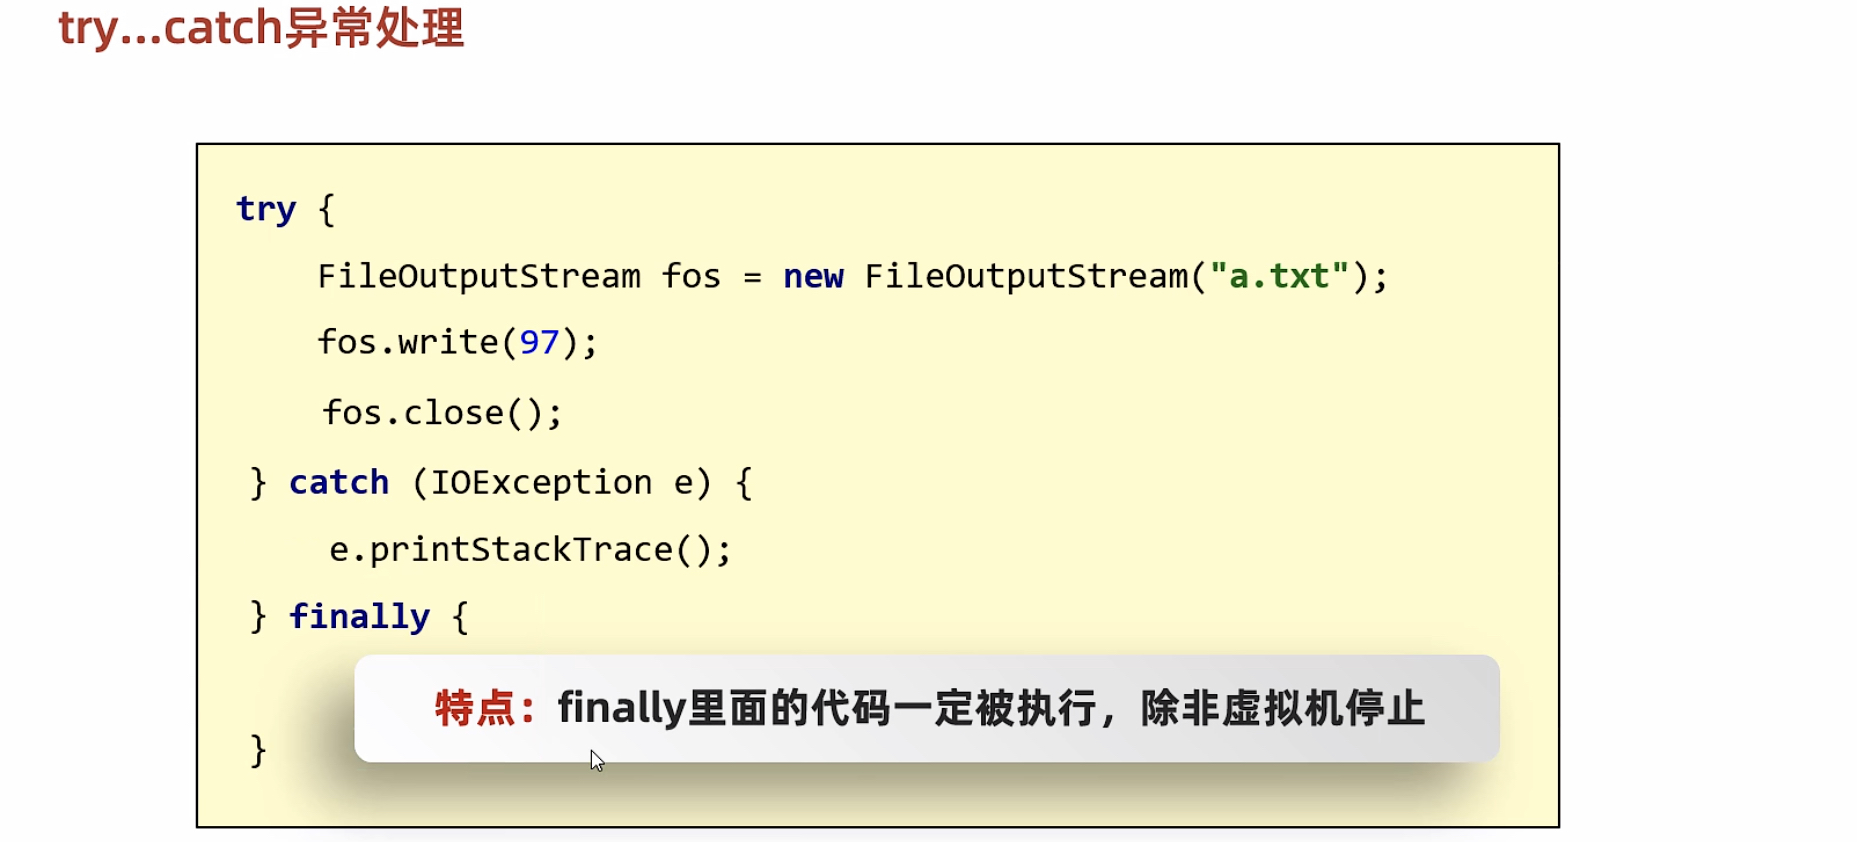 try...catch异常处理
try {
FileOutputStream fos = new FileOutputStream("a.txt");
fos.write(97);
fos.close();
} catch (IOException e) {
e.printStackTrace();
} finally {
特点：finally里面的代码一定被执行，除非虚拟机停止
}